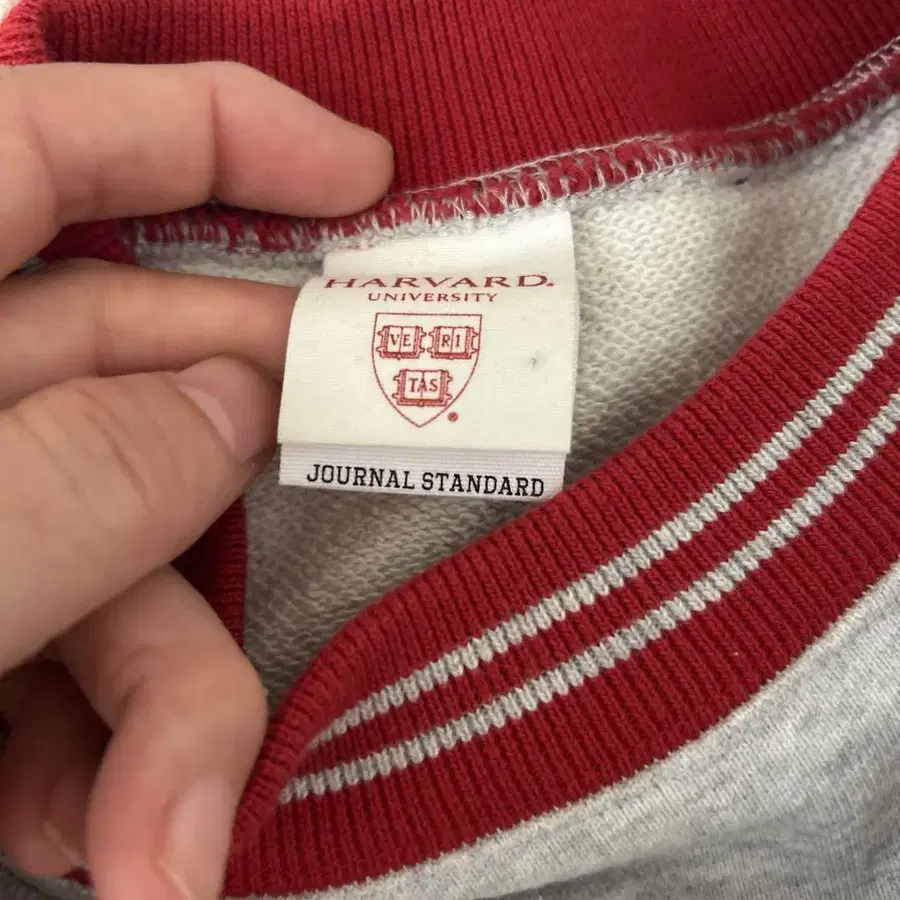 HARVARD®
UNIVERSITY
VE RI
TAS
JOURNAL STANDARD